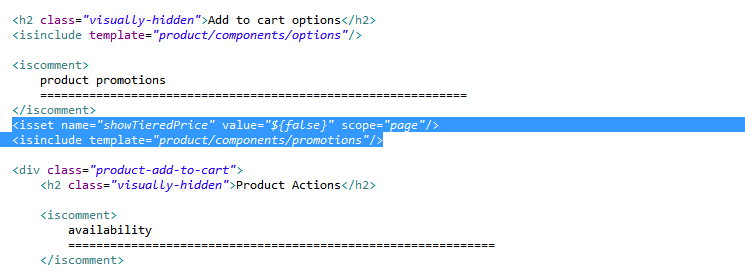 <h2 class="visually-hidden">Add to cart options</h2>
<isinclude template="product/components/options"/>
<iscomment>
product promotions
=============================================================
</iscomment>
<isset name="showTieredPrice" value="${false}" scope="page"/>
<isinclude template="product/components/promotions"/>
<div class="product-add-to-cart">
<h2 class="visually-hidden">Product Actions</h2>
<iscomment>
availability
=============================================================
</iscomment>